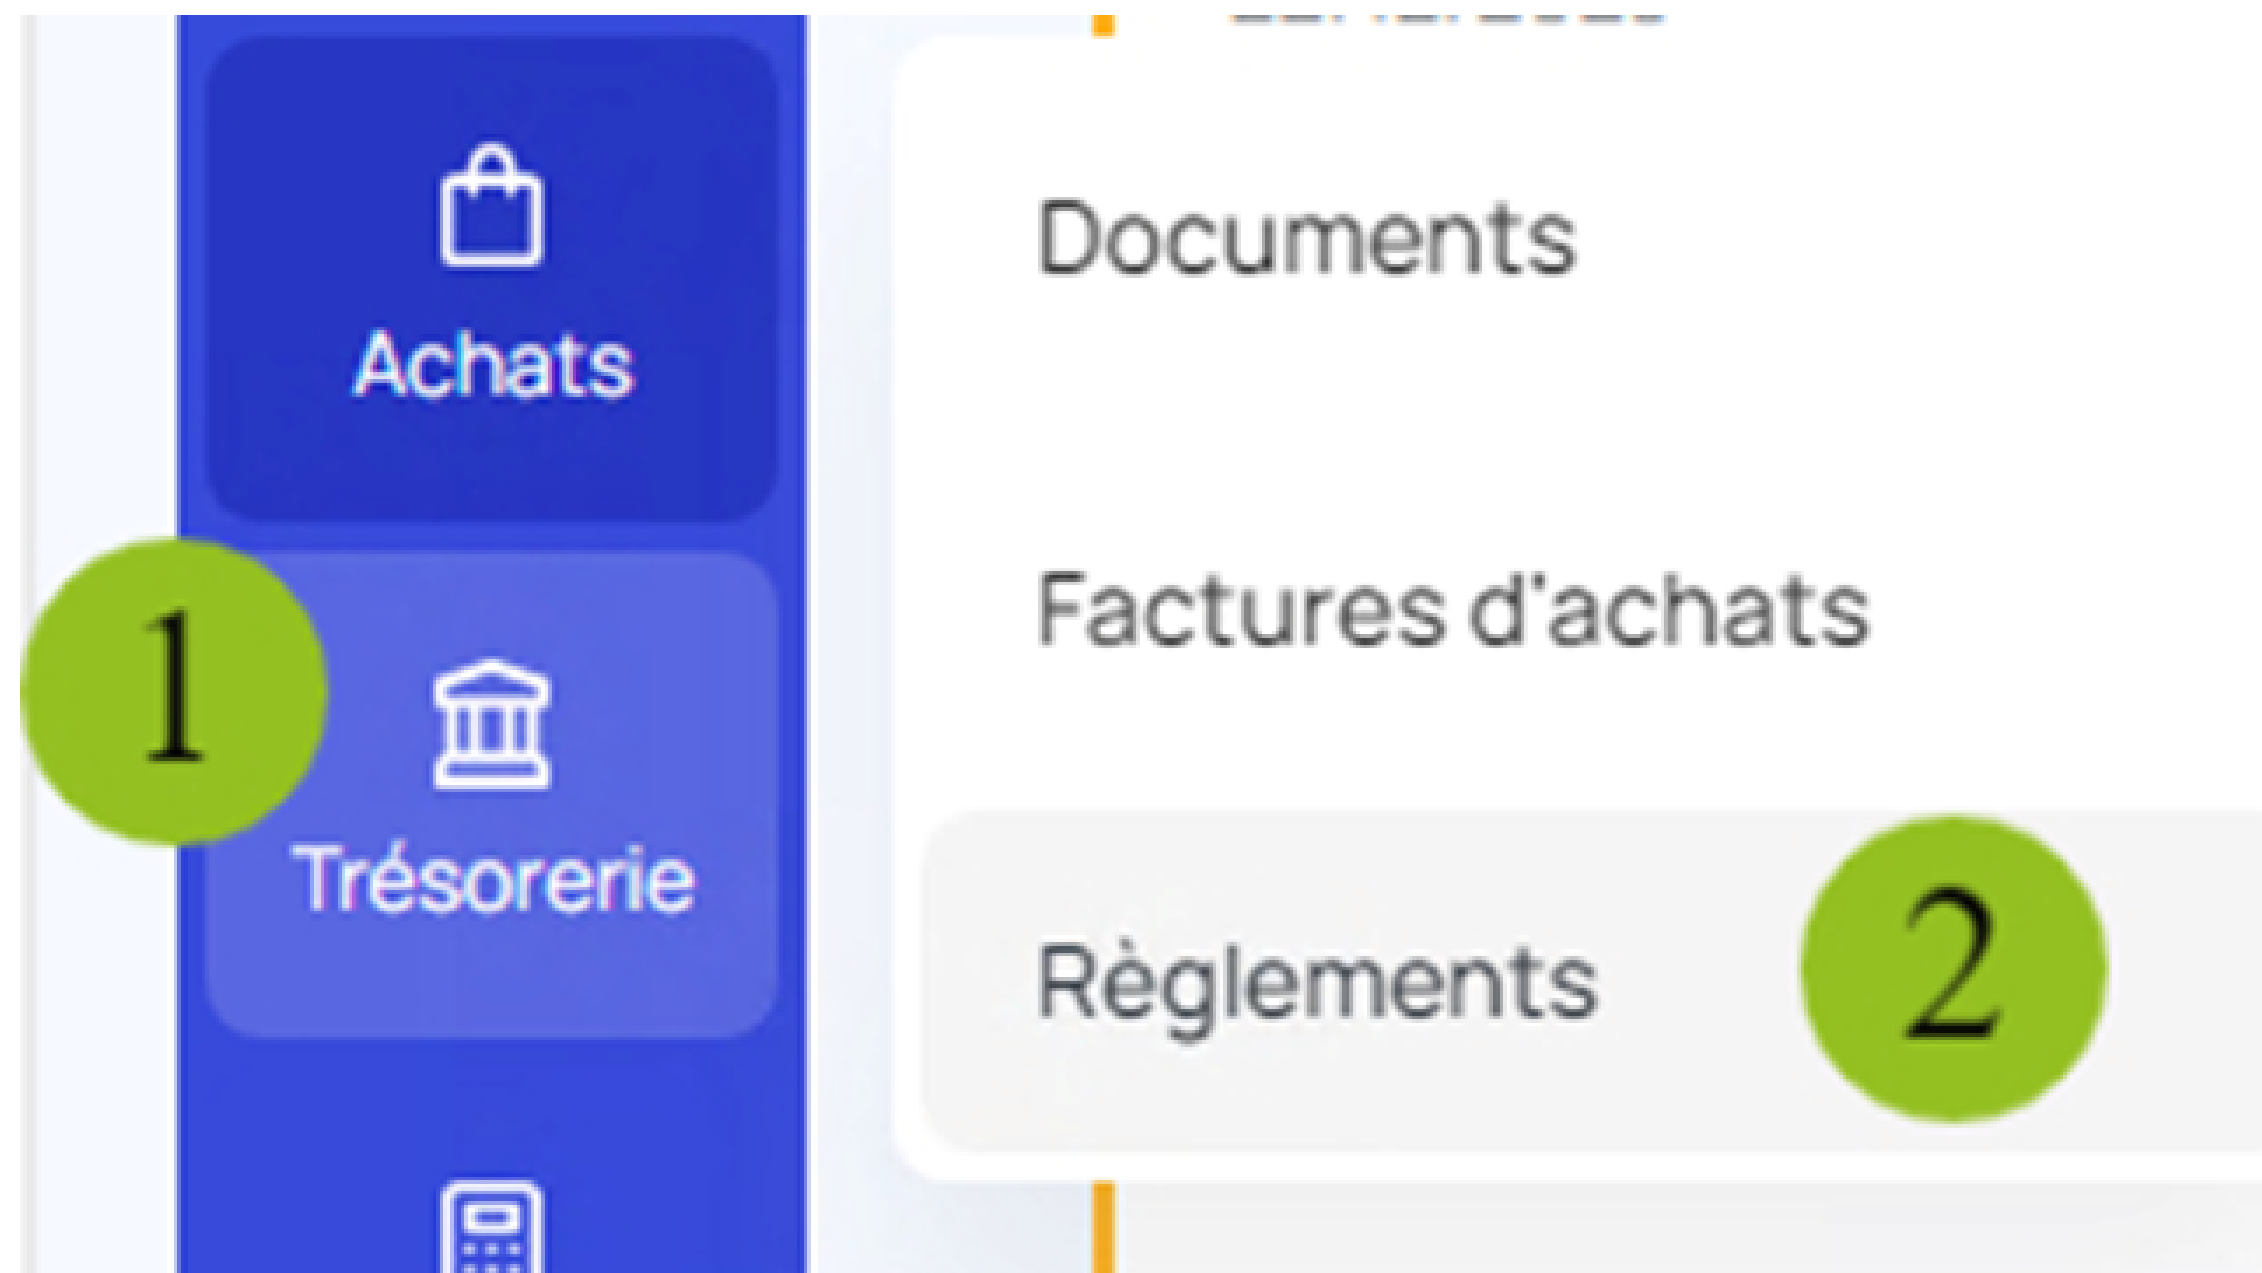 Achats
1
Trésorerie
Documents
Factures d'achats
Règlements
2